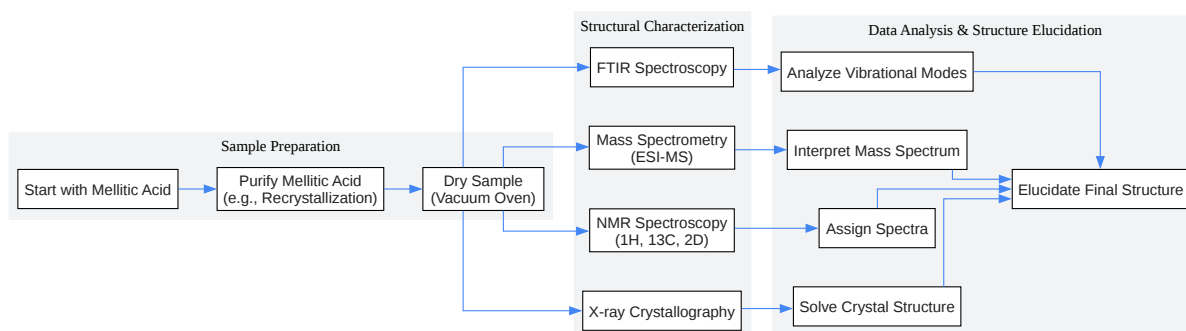 Sample Preparation
Start with Mellitic Acid
Purify Mellitic Acid
(e.g., Recrystallization)
Dry Sample
(Vacuum Oven)
Structural Characterization
FTIR Spectroscopy
Mass Spectrometry
(ESI-MS)
NMR Spectroscopy
(1H, 13C, 2D)
X-ray Crystallography
Data Analysis & Structure Elucidation
Analyze Vibrational Modes
Interpret Mass Spectrum
Assign Spectra
Solve Crystal Structure
Elucidate Final Structure